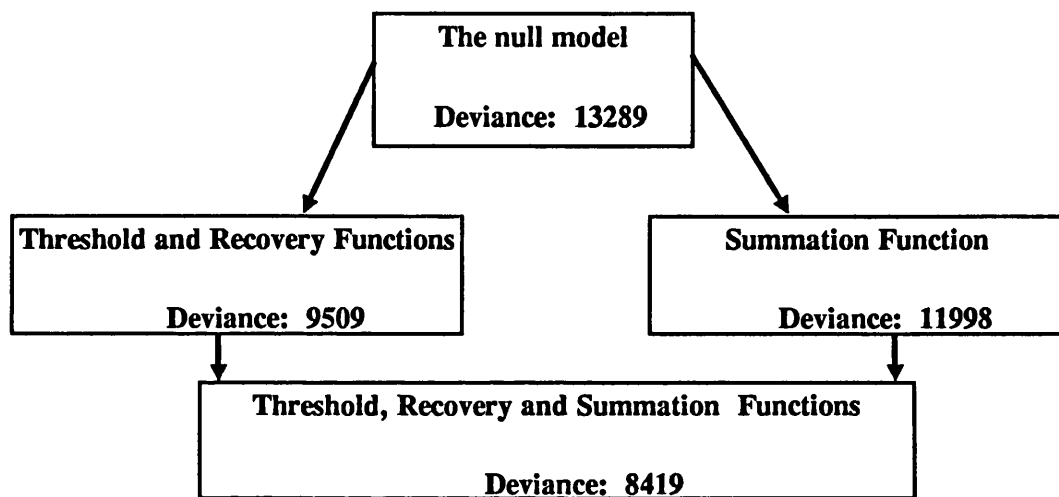 The null model
Deviance: 13289
Threshold and Recovery Functions
Deviance: 9509
Summation Function
Deviance: 11998
Threshold, Recovery and Summation Functions
Deviance: 8419